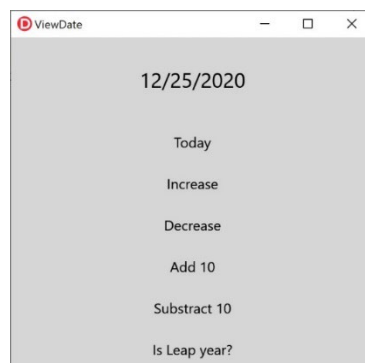 ViewDate
12/25/2020
Today
Increase
Decrease
Add 10
Substract 10
Is Leap year?